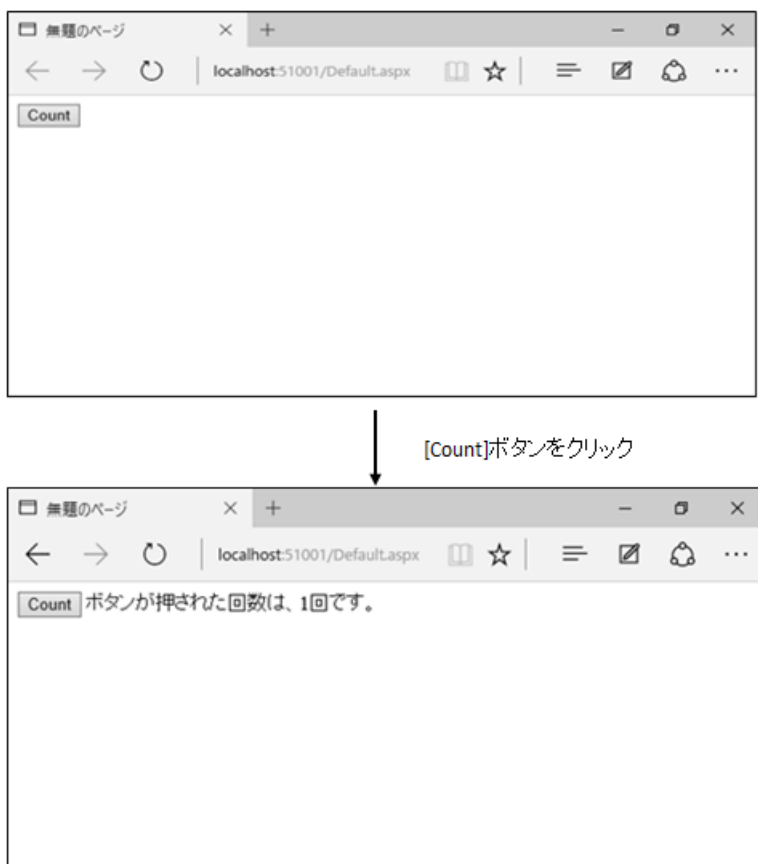 無題のページ
localhost:51001/Default.aspx
Count
[Count]ボタンをクリック
無題のページ
localhost:51001/Default.aspx
Count ボタンが押された回数は、1回です。